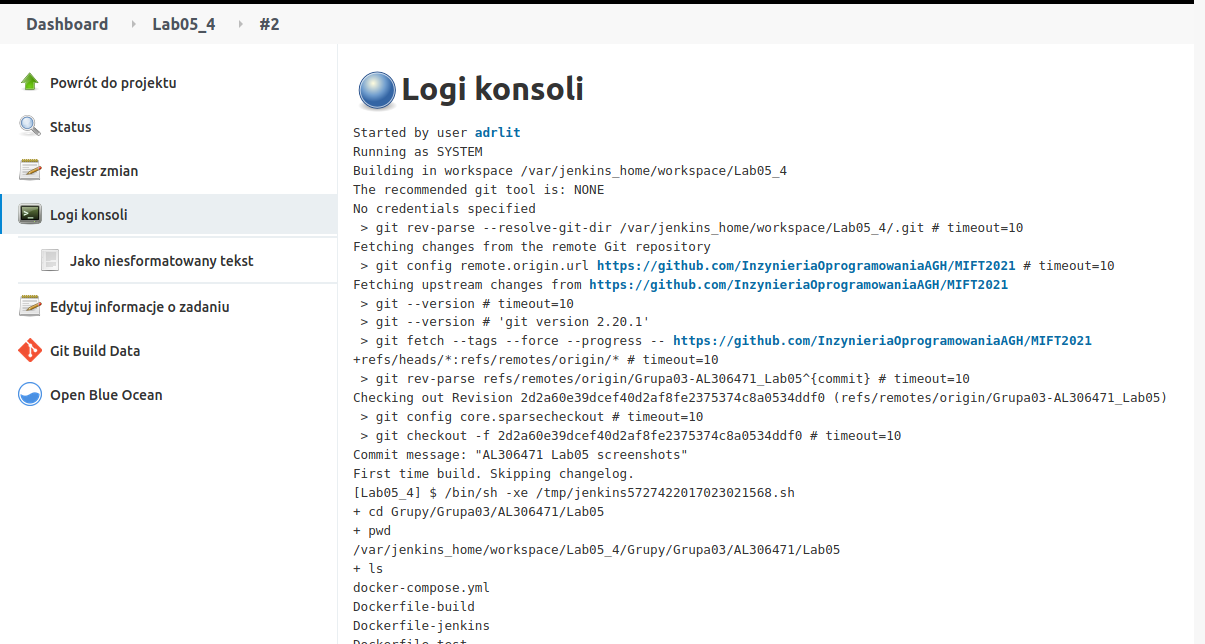 Dashboard Lab05_4 #2
Powrót do projektu
Status
Rejestr zmian
Logi konsoli
Jako niesformatowany tekst
Edytuj informacje o zadaniu
Git Build Data
Open Blue Ocean
Logi konsoli
Started by user adrlit
Running as SYSTEM
Building in workspace /var/jenkins_home/workspace/Lab05_4
The recommended git tool is: NONE
No credentials specified
> git rev-parse --resolve-git-dir /var/jenkins_home/workspace/Lab05_4/.git # timeout=10
Fetching changes from the remote Git repository
> git config remote.origin.url https://github.com/InzynieriaOprogramowaniaAGH/MIFT2021 # timeout=10
Fetching upstream changes from https://github.com/InzynieriaOprogramowaniaAGH/MIFT2021
> git --version # timeout=10
> git --version # 'git version 2.20.1'
> git fetch --tags --force --progress -- https://github.com/InzynieriaOprogramowaniaAGH/MIFT2021
+refs/heads/*:refs/remotes/origin/* # timeout=10
> git rev-parse refs/remotes/origin/Grupa03-AL306471_Lab05^{commit} # timeout=10
Checking out Revision 2d2a60e39dcef40d2af8fe2375374c8a0534ddf0 (refs/remotes/origin/Grupa03-AL306471_Lab05)
> git config core.sparsecheckout # timeout=10
> git checkout -f 2d2a60e39dcef40d2af8fe2375374c8a0534ddf0 # timeout=10
Commit message: "AL306471 Lab05 screenshots"
First time build. Skipping changelog.
[Lab05_4] $ /bin/sh -xe /tmp/jenkins5727422017023021568.sh
+ cd Grupy/Grupa03/AL306471/Lab05
+ pwd
/var/jenkins_home/workspace/Lab05_4/Grupy/Grupa03/AL306471/Lab05
+ ls
docker-compose.yml
Dockerfile-build
Dockerfile-jenkins
Dockerfile-test